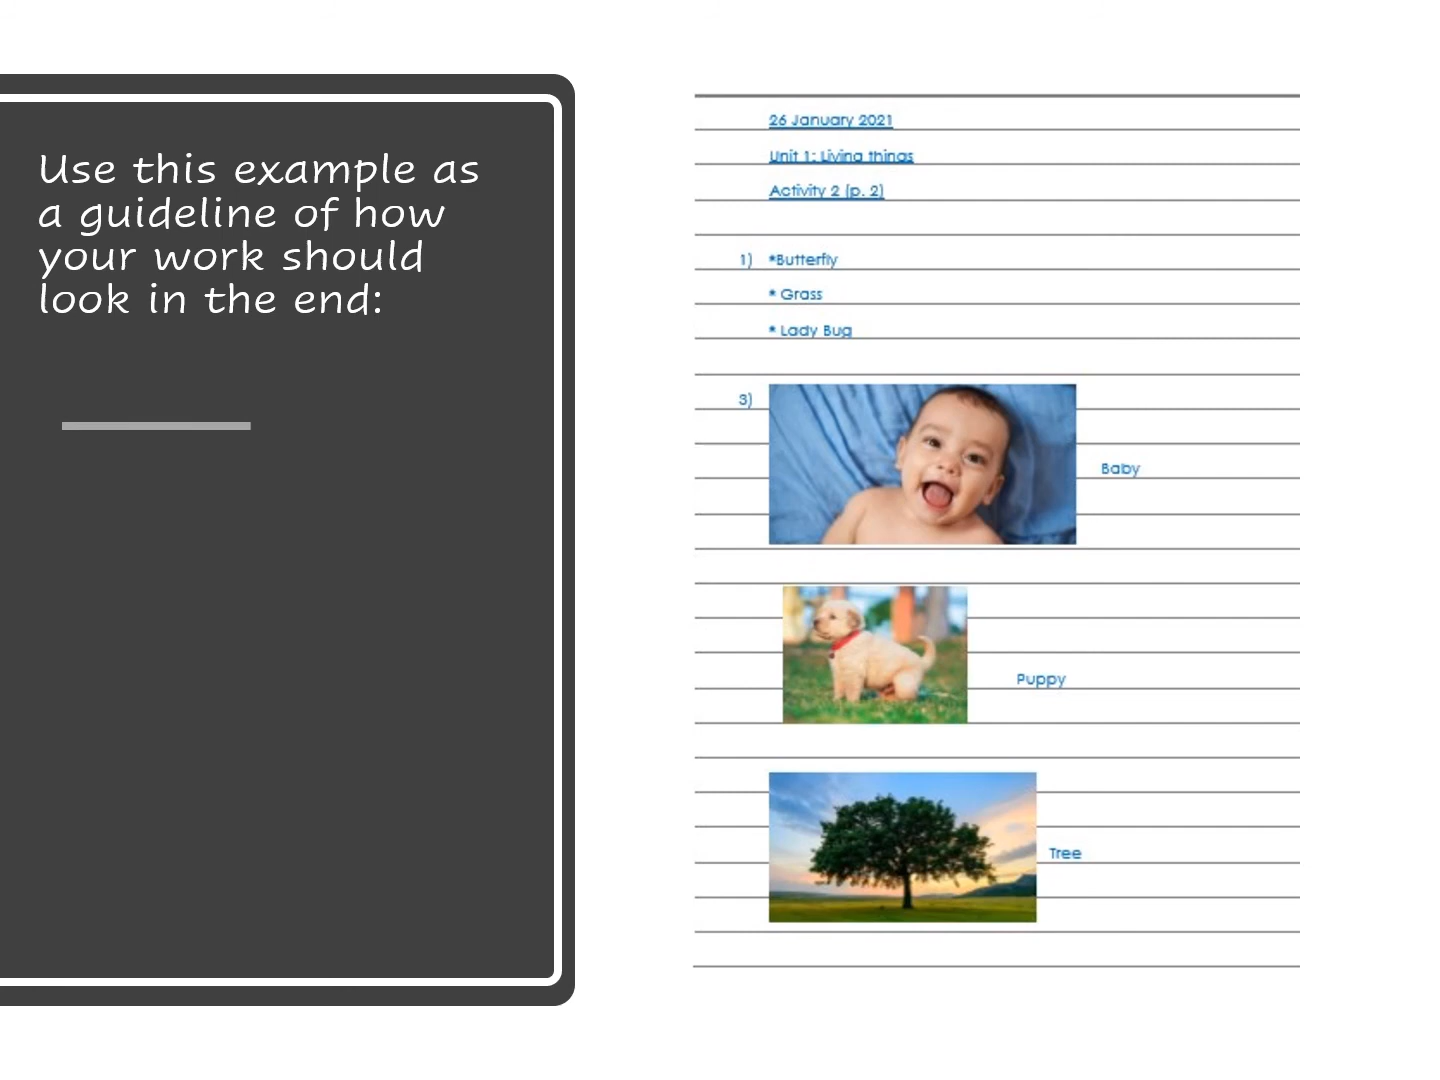 Use this example as
a guideline of how
your work should
look in the end:
26 January 2021
Unit 1: Living things
Activity 2 (p. 2)
1) *Butterfly
* Grass
* Lady Bug
3)
Baby
Puppy
Tree